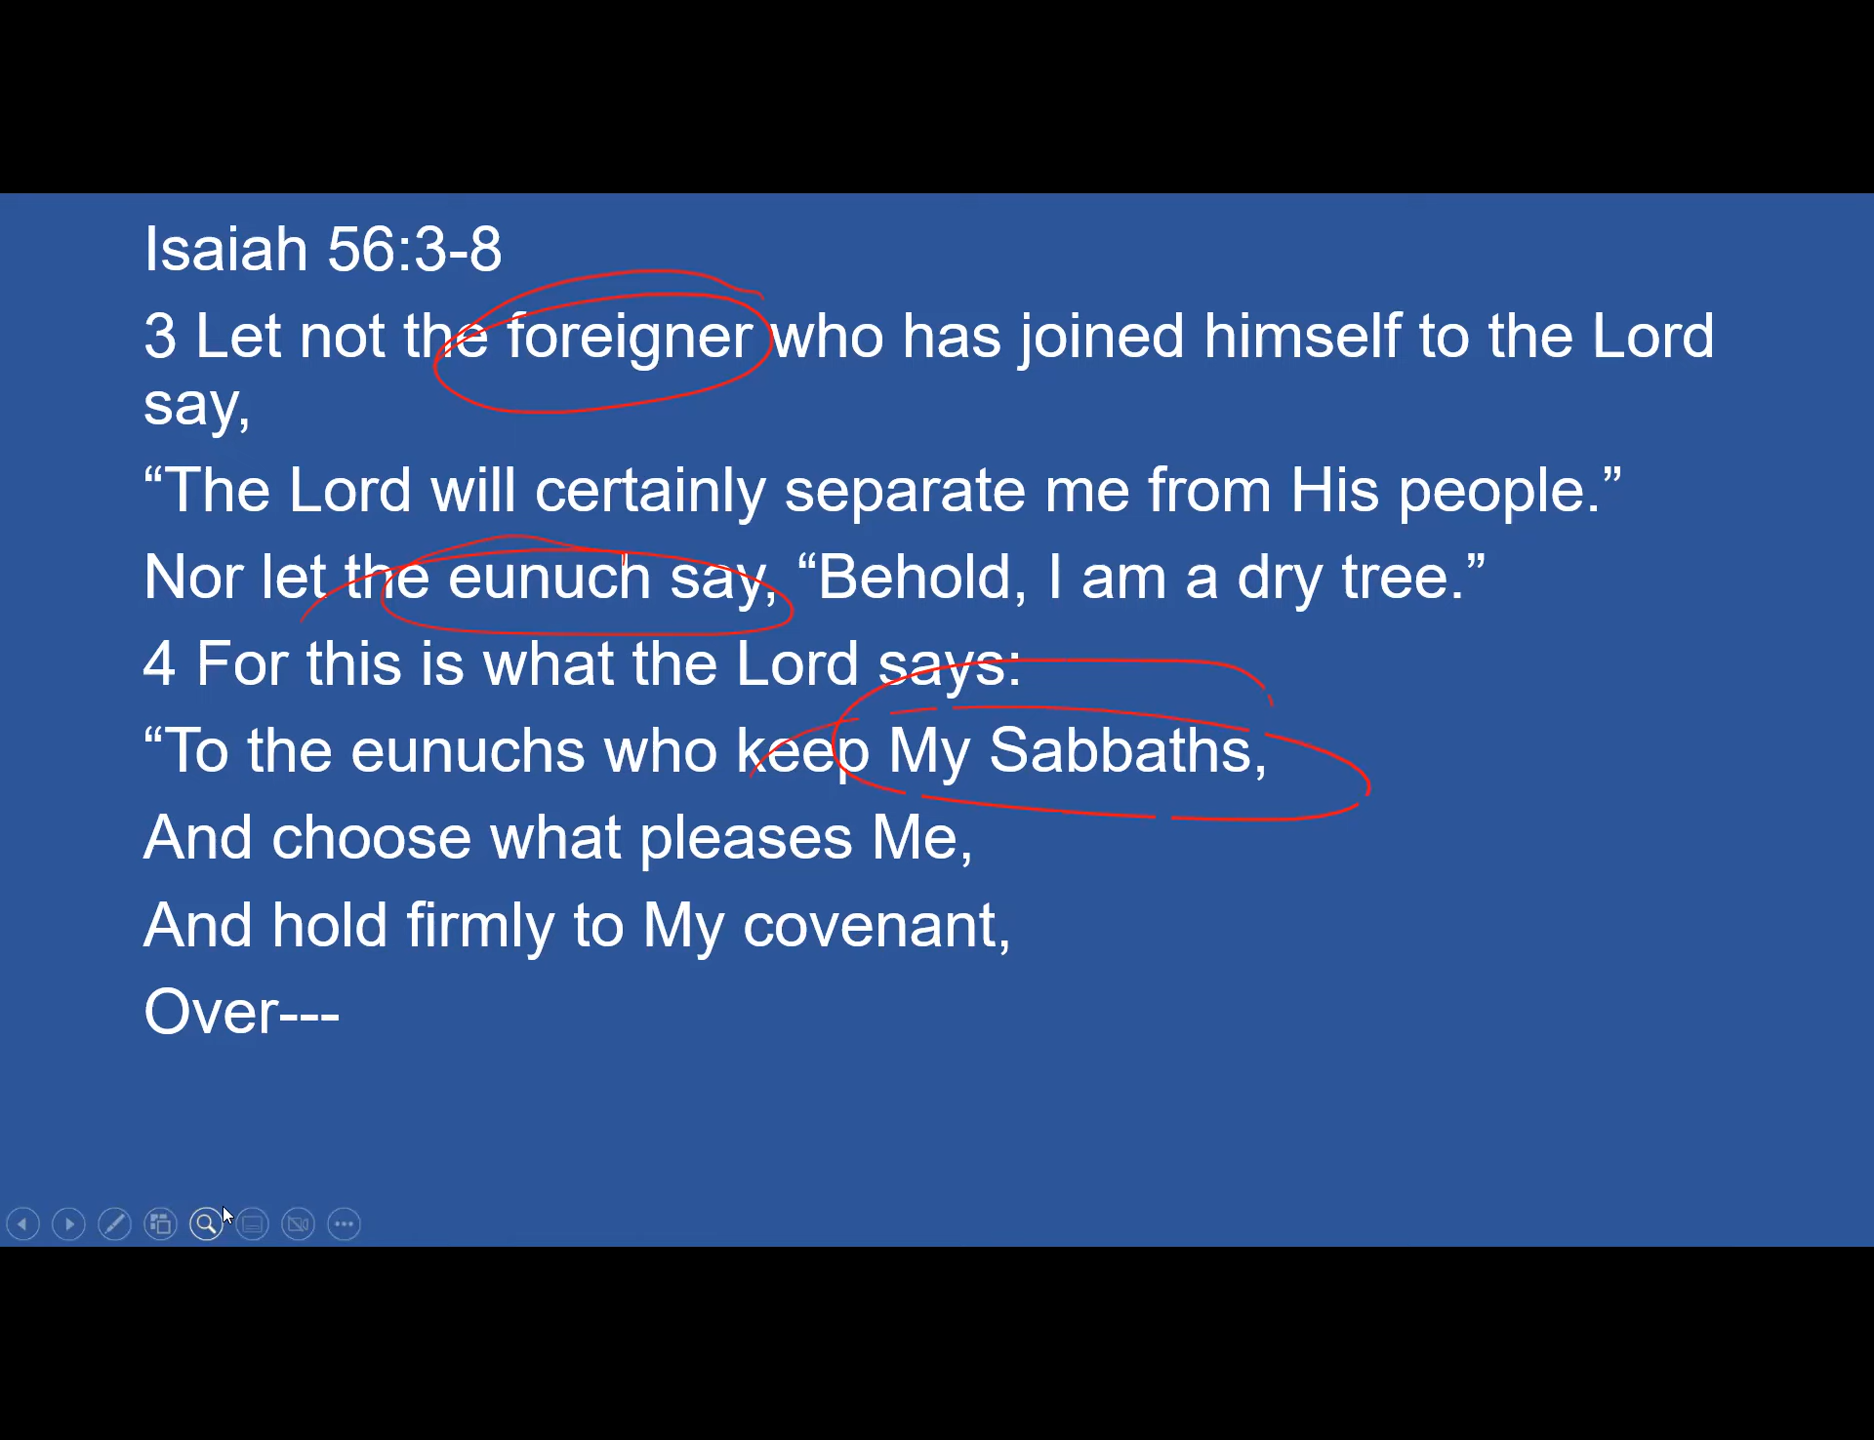 Isaiah 56:3-8
3 Let not the foreigner who has joined himself to the Lord
say,
“The Lord will certainly separate me from His people.”
Nor let the eunuch say, “Behold, I am a dry tree.”
4 For this is what the Lord says:
“To the eunuchs who keep My Sabbaths,
And choose what pleases Me,
And hold firmly to My covenant,
Over---